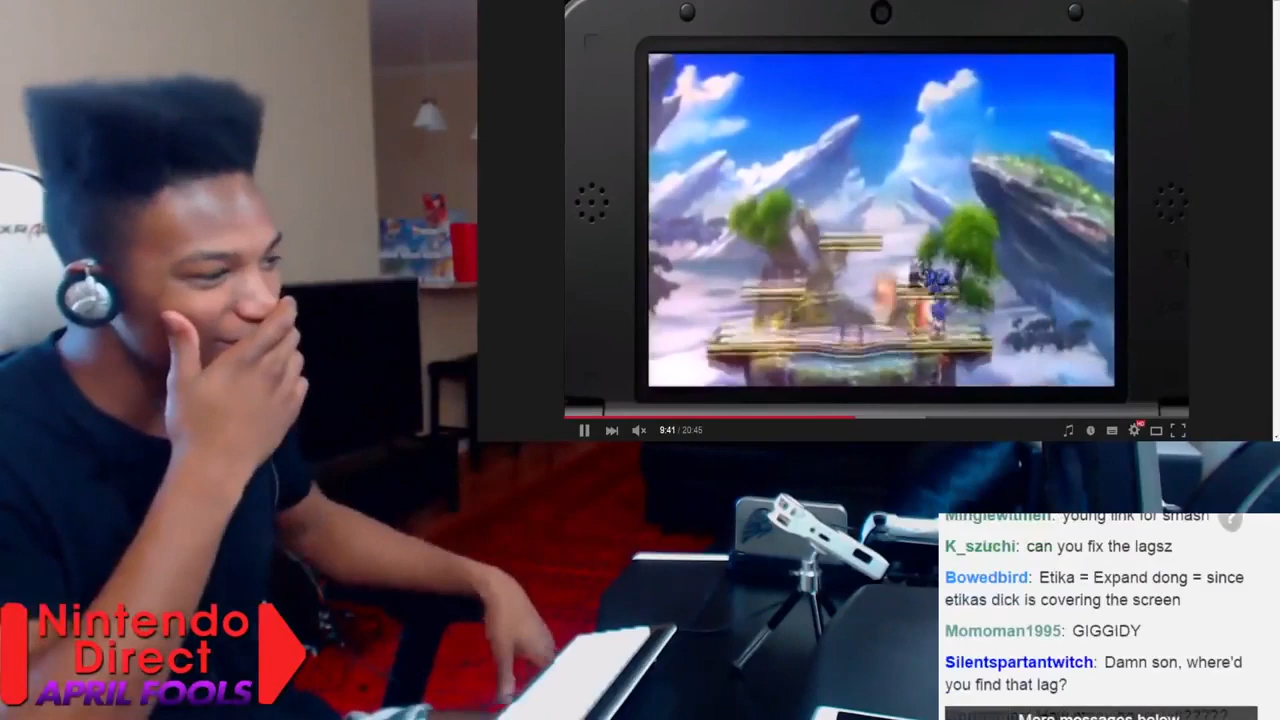 9:41 / 20:45
HD
Minglewithen: young link for smash
?
K_szuchi: can you fix the lagsz
Bowedbird: Etika = Expand dong = since
etikas dick is covering the screen
Momoman1995: GIGGIDY
Silentspartantwitch: Damn son, where'd
you find that lag?
More messages below.
Nintendo
Direct
APRIL FOOLS